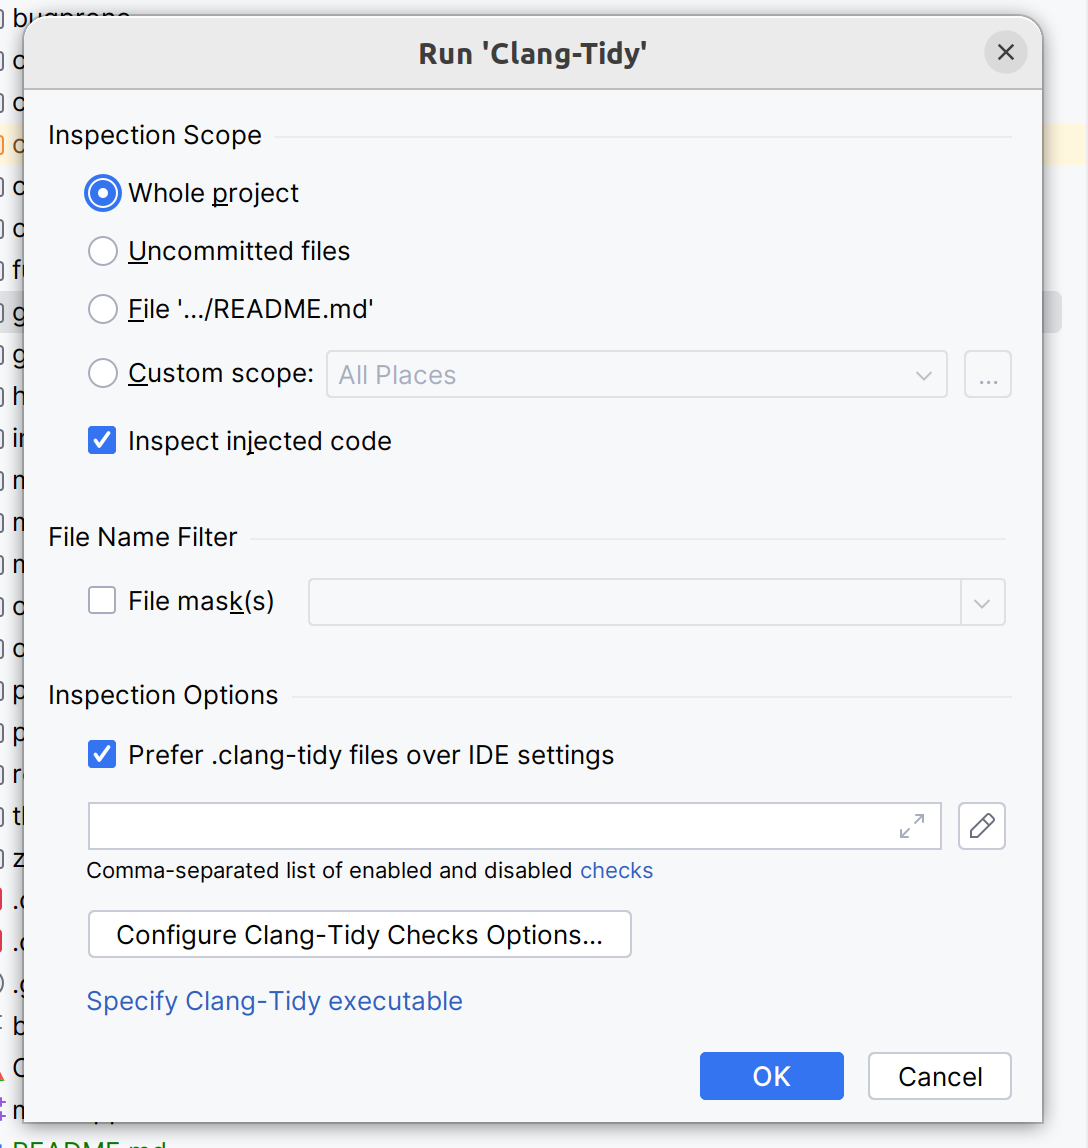 Run 'Clang-Tidy'
Inspection Scope
Whole project
Uncommitted files
File '.../README.md'
Custom scope: All Places ...
Inspect injected code
File Name Filter
File mask(s)
Inspection Options
Prefer .clang-tidy files over IDE settings
Comma-separated list of enabled and disabled checks
Configure Clang-Tidy Checks Options...
Specify Clang-Tidy executable
OK Cancel
README.md